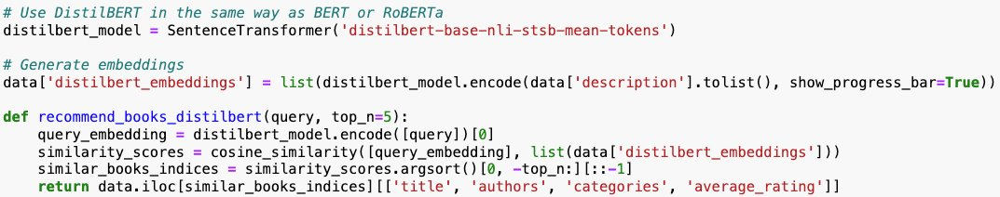 # Use DistilBERT in the same way as BERT or RoBERTa
distilbert_model = SentenceTransformer('distilbert-base-nli-stsb-mean-tokens')

# Generate embeddings
data['distilbert_embeddings'] = list(distilbert_model.encode(data['description'].tolist(), show_progress_bar=True))

def recommend_books_distilbert(query, top_n=5):
    query_embedding = distilbert_model.encode([query])[0]
    similarity_scores = cosine_similarity([query_embedding], list(data['distilbert_embeddings']))
    similar_books_indices = similarity_scores.argsort()[0, -top_n:][::-1]
    return data.iloc[similar_books_indices][['title', 'authors', 'categories', 'average_rating']]